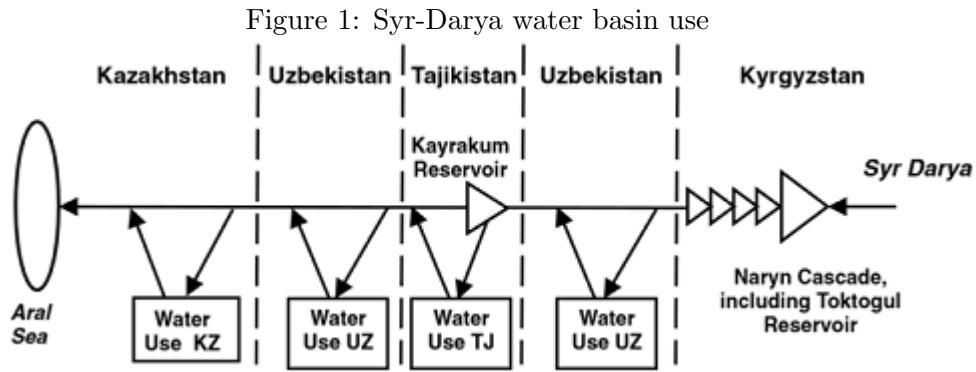 Figure 1: Syr-Darya water basin use
Kazakhstan
Uzbekistan
Tajikistan
Uzbekistan
Kyrgyzstan
Kayrakum
Reservoir
Syr Darya
Aral
Sea
Water
Use KZ
Water
Use UZ
Water
Use TJ
Water
Use UZ
Naryn Cascade,
including Toktogul
Reservoir